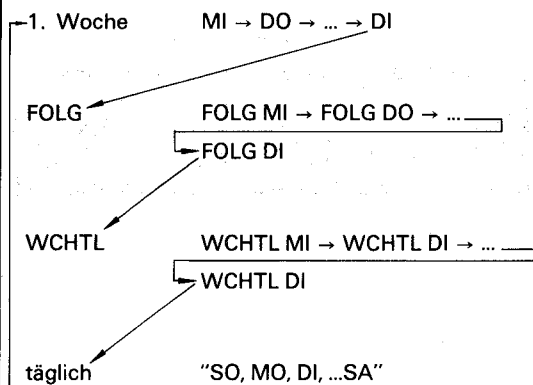 1. Woche MI → DO → ... → DI
FOLG FOLG MI → FOLG DO → ...
FOLG DI
WCHTL WCHTL MI → WCHTL DI → ...
WCHTL DI
täglich "SO, MO, DI, ...SA"